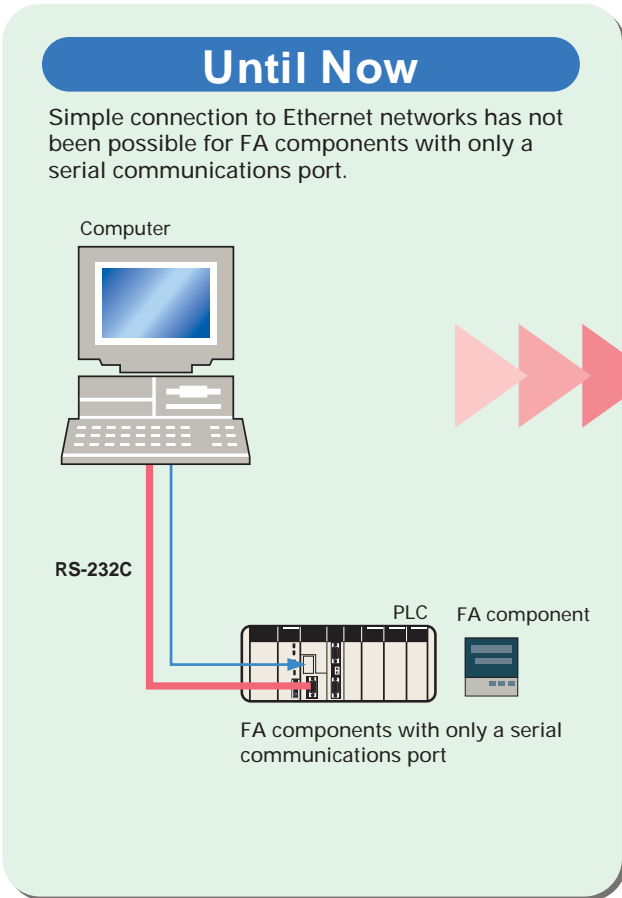 Until Now
Simple connection to Ethernet networks has not
been possible for FA components with only a
serial communications port.
Computer
RS-232C
PLC
FA component
FA components with only a serial
communications port